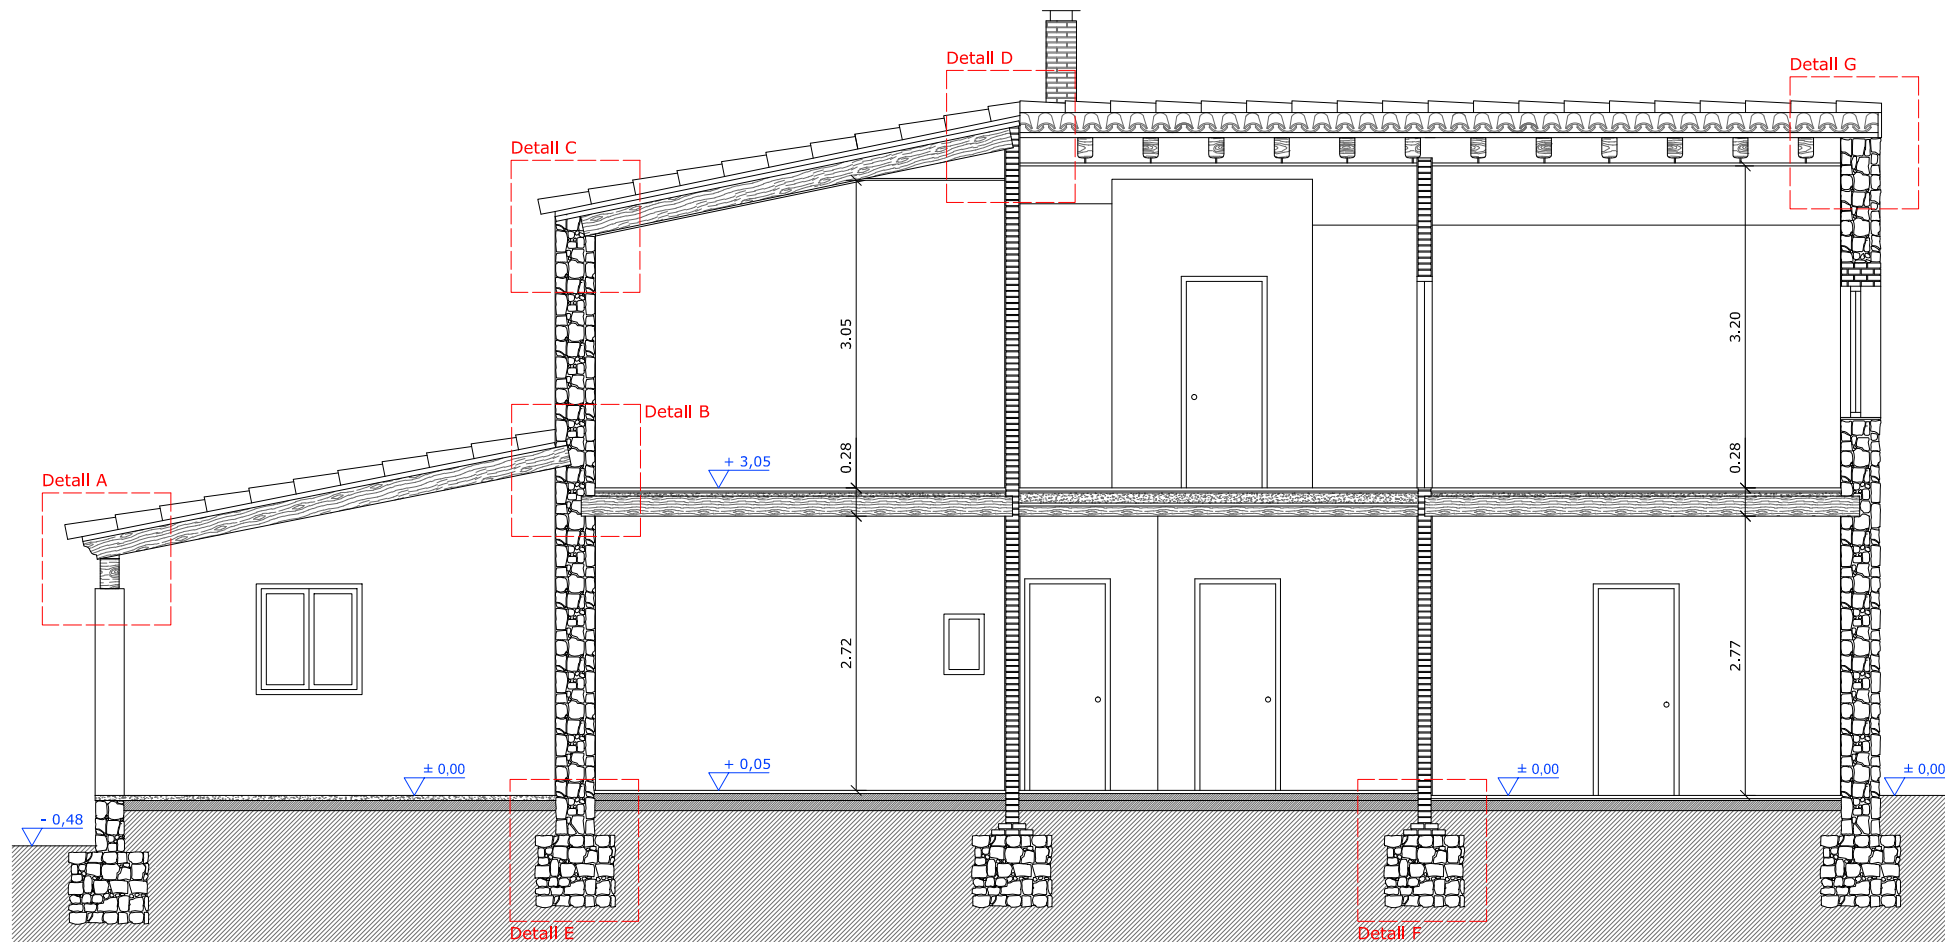 Detall D
Detall G
Detall C
3.05
3.20
Detall B
0.28
0.28
+ 3,05
Detall A
2.72
2.77
± 0,00
+ 0,05
± 0,00
± 0,00
- 0,48
Detall E
Detall F